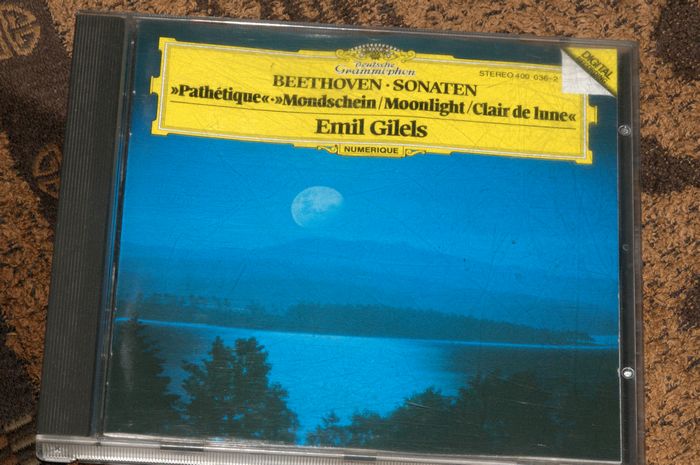 Deutsche
Grammophon
STEREO 400 036-2
DIGITAL
BEETHOVEN · SONATEN
»Pathétique«·»Mondschein/Moonlight/Clair de lune«
Emil Gilels
NUMERIQUE